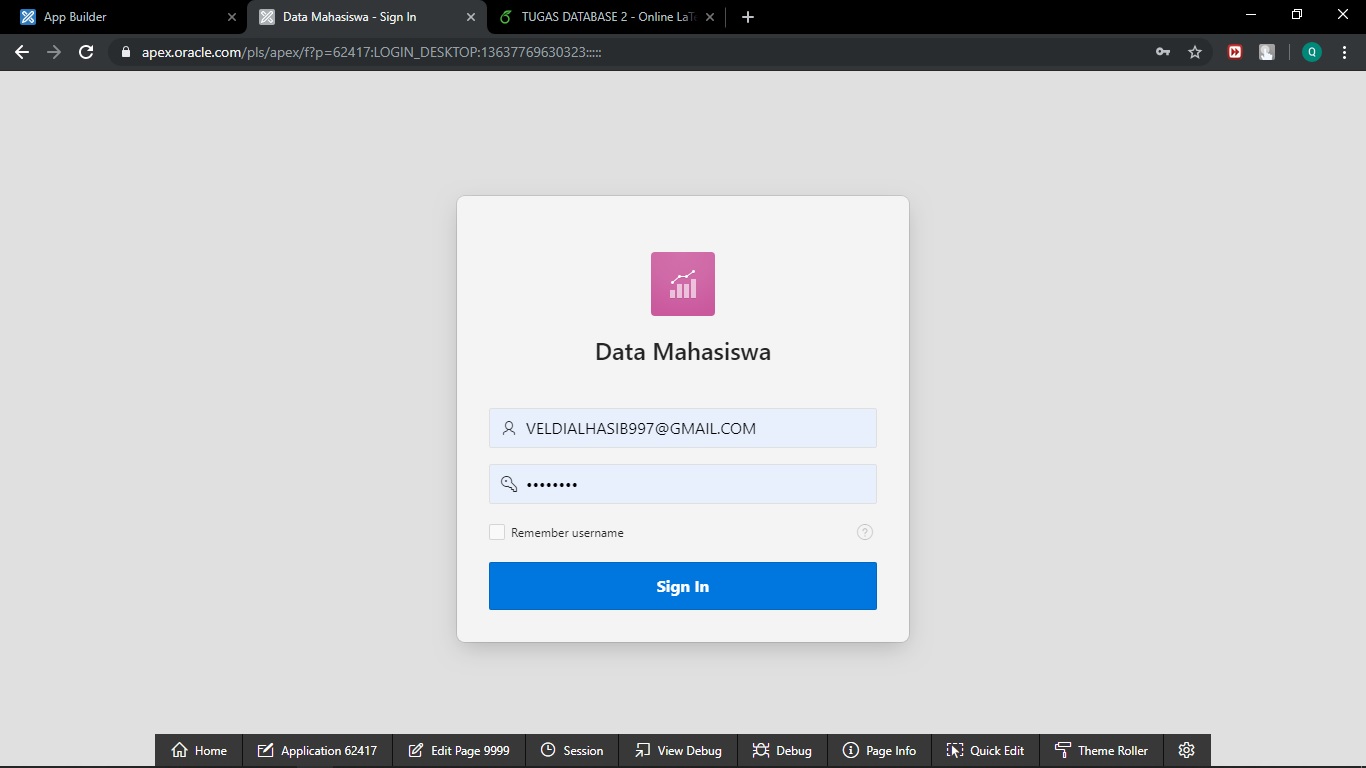 App Builder
Data Mahasiswa - Sign In
TUGAS DATABASE 2 - Online LaTe
apex.oracle.com/pls/apex/f?p=62417:LOGIN_DESKTOP:13637769630323:::::
Q
Data Mahasiswa
VELDIALHASIB997@GMAIL.COM
••••••••
Remember username
?
Sign In
Home
Application 62417
Edit Page 9999
Session
View Debug
Debug
Page Info
Quick Edit
Theme Roller